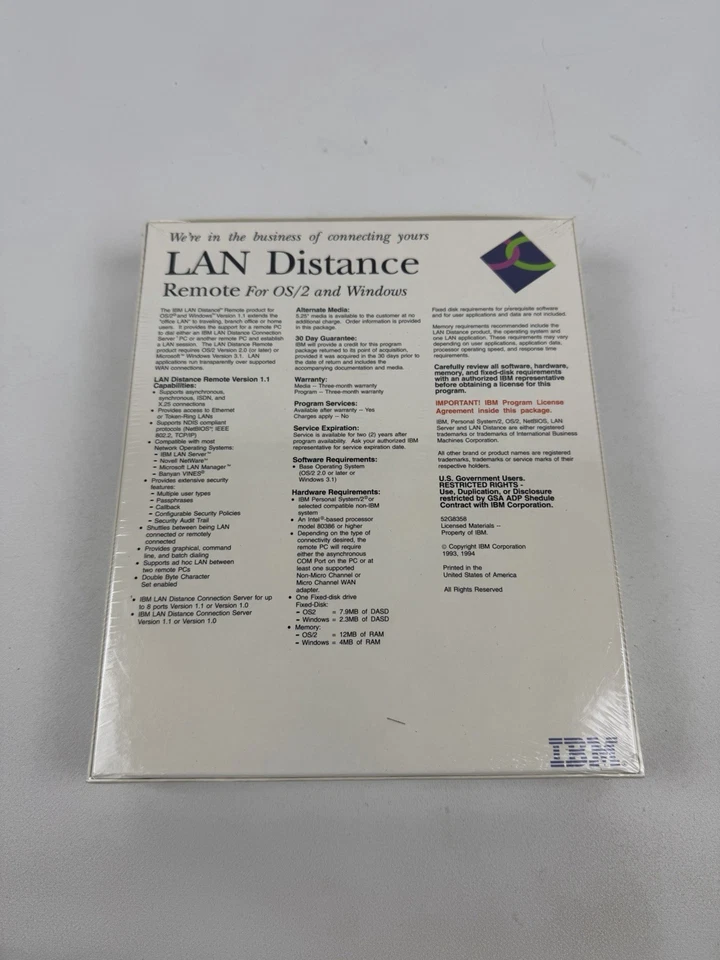 We're in the business of connecting yours
LAN Distance
Remote For OS/2 and Windows
The IBM LAN Distance™ Remote product for
OS/2® and Windows™ Version 1.1 extends the
"office LAN" to traveling, branch office or home
users. It provides the support for a remote PC
to dial either an IBM LAN Distance Connection
Server* PC or another remote PC and establish
a LAN session. The LAN Distance Remote
product requires OS/2 Version 2.0 (or later) or
Microsoft™ Windows Version 3.1. LAN
applications run transparently over supported
WAN connections.
LAN Distance Remote Version 1.1
Capabilities:
• Supports asynchronous,
synchronous, ISDN, and
X.25 connections
• Provides access to Ethernet
or Token-Ring LANs
• Supports NDIS compliant
protocols (NetBIOS™ IEEE
802.2, TCP/IP)
• Compatible with most
Network Operating Systems:
– IBM LAN Server™
– Novell NetWare™
– Microsoft LAN Manager™
– Banyan VINES®
• Provides extensive security
features:
– Multiple user types
– Passphrases
– Callback
– Configurable Security Policies
– Security Audit Trail
• Shuttles between being LAN
connected or remotely
connected
• Provides graphical, command
line, and batch dialing
• Supports ad hoc LAN between
two remote PCs
• Double Byte Character
Set enabled
* • IBM LAN Distance Connection Server for up
to 8 ports Version 1.1 or Version 1.0
• IBM LAN Distance Connection Server
Version 1.1 or Version 1.0
Alternate Media:
5.25" media is available to the customer at no
additional charge. Order information is provided
in this package.
30 Day Guarantee:
IBM will provide a credit for this program
package returned to its point of acquisition,
provided it was acquired in the 30 days prior to
the date of return and includes the
accompanying documentation and media.
Warranty:
Media – Three-month warranty
Program – Three-month warranty
Program Services:
Available after warranty – Yes
Charges apply – No
Service Expiration:
Service is available for two (2) years after
program availability. Ask your authorized IBM
representative for service expiration date.
Software Requirements:
• Base Operating System
(OS/2 2.0 or later or
Windows 3.1)
Hardware Requirements:
• IBM Personal System/2® or
selected compatible non-IBM
system
• An Intel®-based processor
model 80386 or higher
• Depending on the type of
connectivity desired, the
remote PC will require
either the asynchronous
COM Port on the PC or at
least one supported
Non-Micro Channel or
Micro Channel WAN
adapter.
• One Fixed-disk drive
Fixed-Disk:
– OS2 = 7.9MB of DASD
– Windows = 2.3MB of DASD
• Memory:
– OS/2 = 12MB of RAM
– Windows = 4MB of RAM
Fixed disk requirements for prerequisite software
and for user applications and data are not included.
Memory requirements recommended include the
LAN Distance product, the operating system and
one LAN application. These requirements may vary
depending on user applications, application data,
processor operating speed, and response time
requirements.
Carefully review all software, hardware,
memory, and fixed-disk requirements
with an authorized IBM representative
before obtaining a license for this
program.
IMPORTANT! IBM Program License
Agreement inside this package.
IBM, Personal System/2, OS/2, NetBIOS, LAN
Server and LAN Distance are either registered
trademarks or trademarks of International Business
Machines Corporation.
All other brand or product names are registered
trademarks, trademarks or service marks of their
respective holders.
U.S. Government Users.
RESTRICTED RIGHTS -
Use, Duplication, or Disclosure
restricted by GSA ADP Shedule
Contract with IBM Corporation.
52G8358
Licensed Materials –
Property of IBM.
© Copyright IBM Corporation
1993, 1994
Printed in the
United States of America
All Rights Reserved
IBM